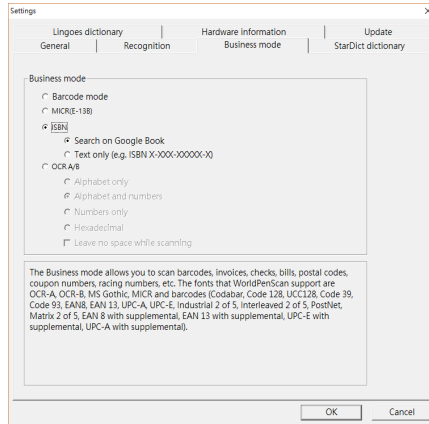 Settings
Lingoes dictionary
Hardware information
Update
General
Recognition
Business mode
StarDict dictionary
Business mode
Barcode mode
MICR(E-13B)
ISBN
Search on Google Book
Text only (e.g. ISBN X-XXX-XXXXX-X)
OCR A/B
Alphabet only
Alphabet and numbers
Numbers only
Hexadecimal
Leave no space while scanning
The Business mode allows you to scan barcodes, invoices, checks, bills, postal codes,
coupon numbers, racing numbers, etc. The fonts that WorldPenScan support are
OCR-A, OCR-B, MS Gothic, MICR and barcodes (Codabar, Code 128, UCC128, Code 39,
Code 93, EAN8, EAN 13, UPC-A, UPC-E, Industrial 2 of 5, Interleaved 2 of 5, PostNet,
Matrix 2 of 5, EAN 8 with supplemental, EAN 13 with supplemental, UPC-E with
supplemental, UPC-A with supplemental).
OK
Cancel